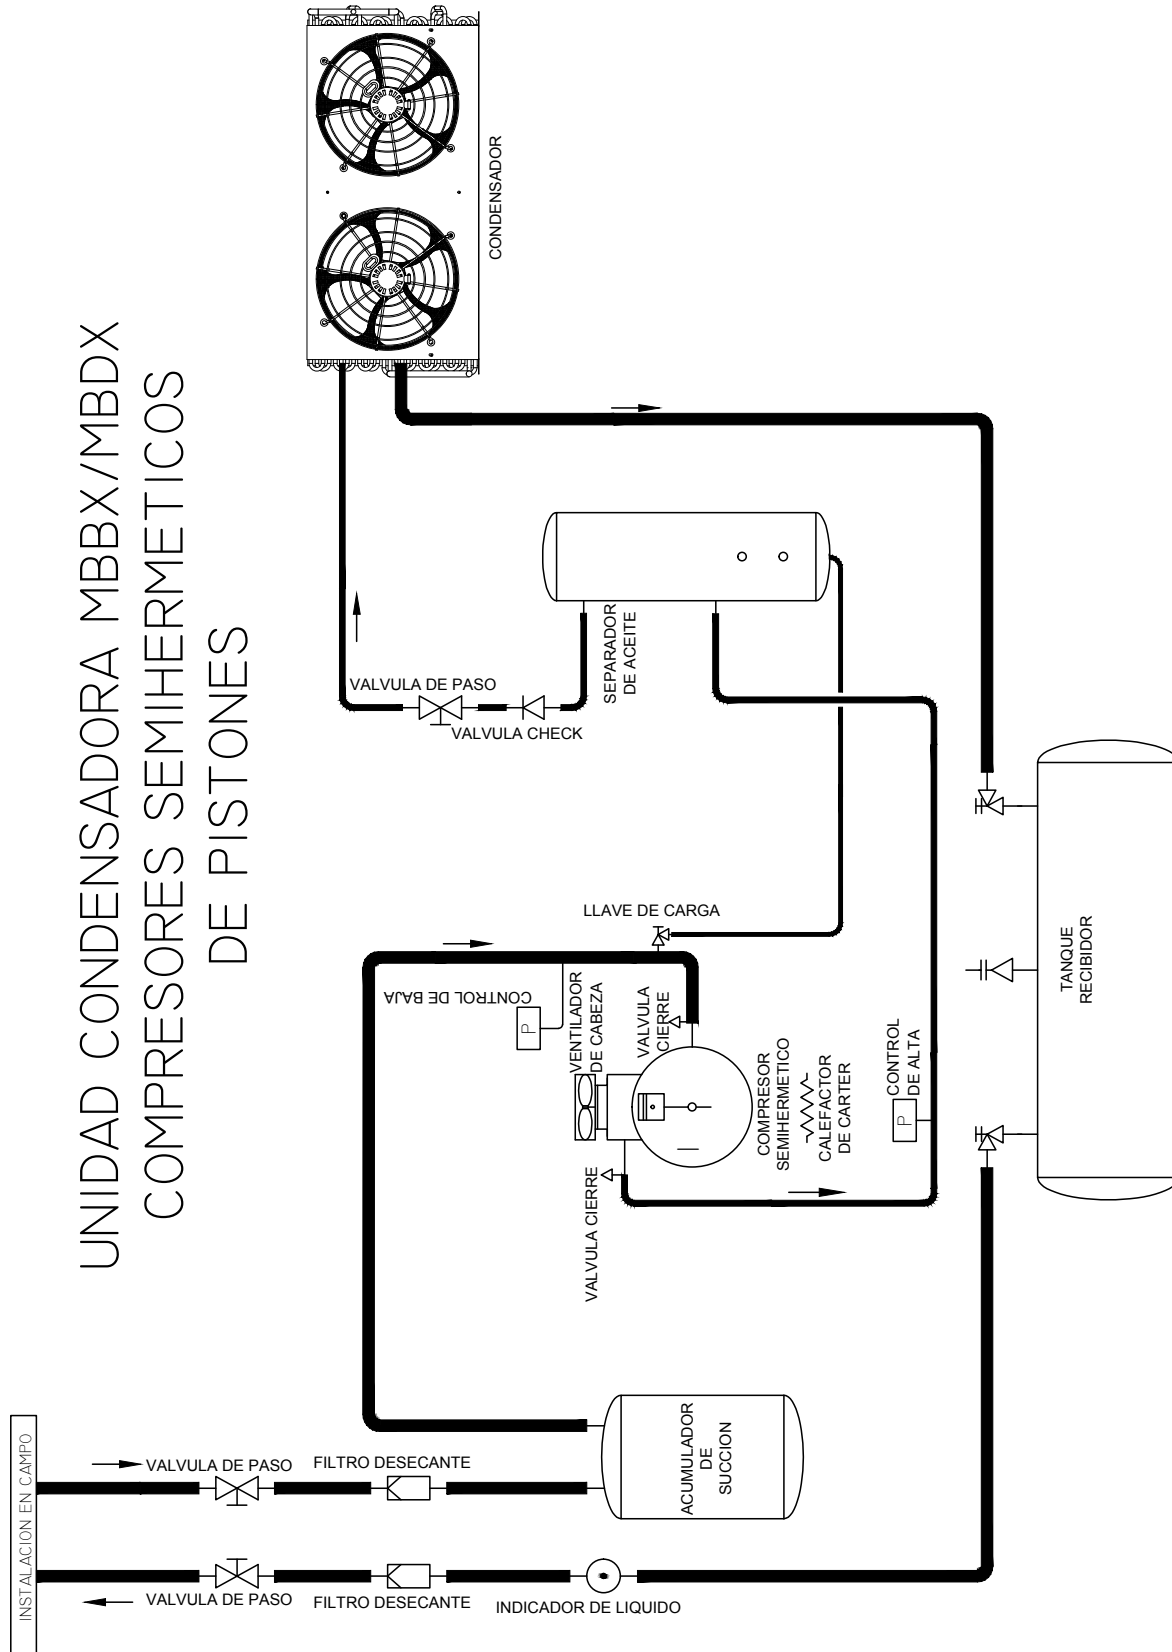 UNIDAD CONDENSADORA MBBX/MBDX
COMPRESORES SEMIHERMETICOS
DE PISTONES
CONDENSADOR
SEPARADOR
DE ACEITE
VALVULA DE PASO
VALVULA CHECK
LLAVE DE CARGA
CONTROL DE BAJA
P
VENTILADOR
DE CABEZA
VALVULA
CIERRE
COMPRESOR
SEMIHERMETICO
CALEFACTOR
DE CARTER
VALVULA CIERRE
CONTROL
DE ALTA
P
TANQUE
RECIBIDOR
INSTALACION EN CAMPO
VALVULA DE PASO
FILTRO DESECANTE
ACUMULADOR
DE
SUCCION
VALVULA DE PASO
FILTRO DESECANTE
INDICADOR DE LIQUIDO